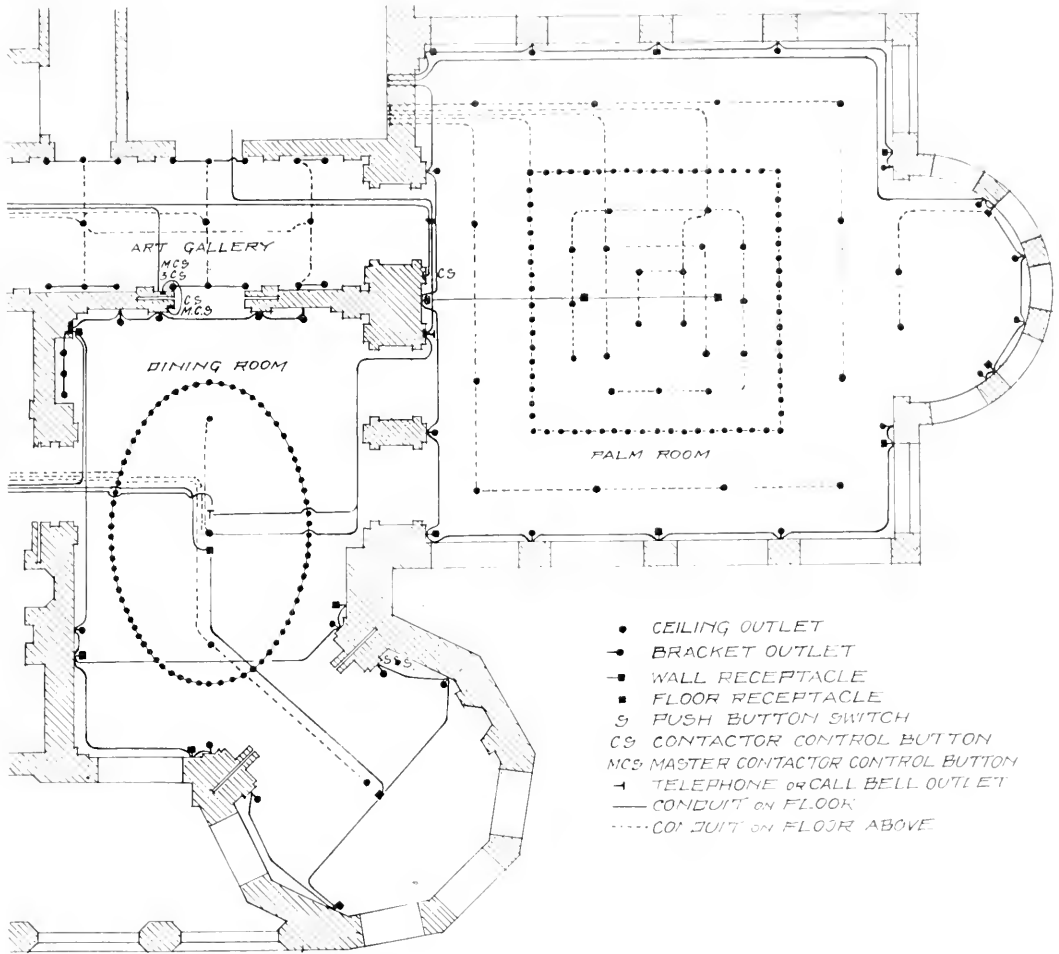 ART GALLERY
MCS
3CS
CS
CS
M.CS
DINING ROOM
PALM ROOM
SSS
CEILING OUTLET
BRACKET OUTLET
WALL RECEPTACLE
FLOOR RECEPTACLE
S PUSH BUTTON SWITCH
CS CONTACTOR CONTROL BUTTON
MCS MASTER CONTACTOR CONTROL BUTTON
TELEPHONE OR CALL BELL OUTLET
CONDUIT ON FLOOR
CONDUIT ON FLOOR ABOVE